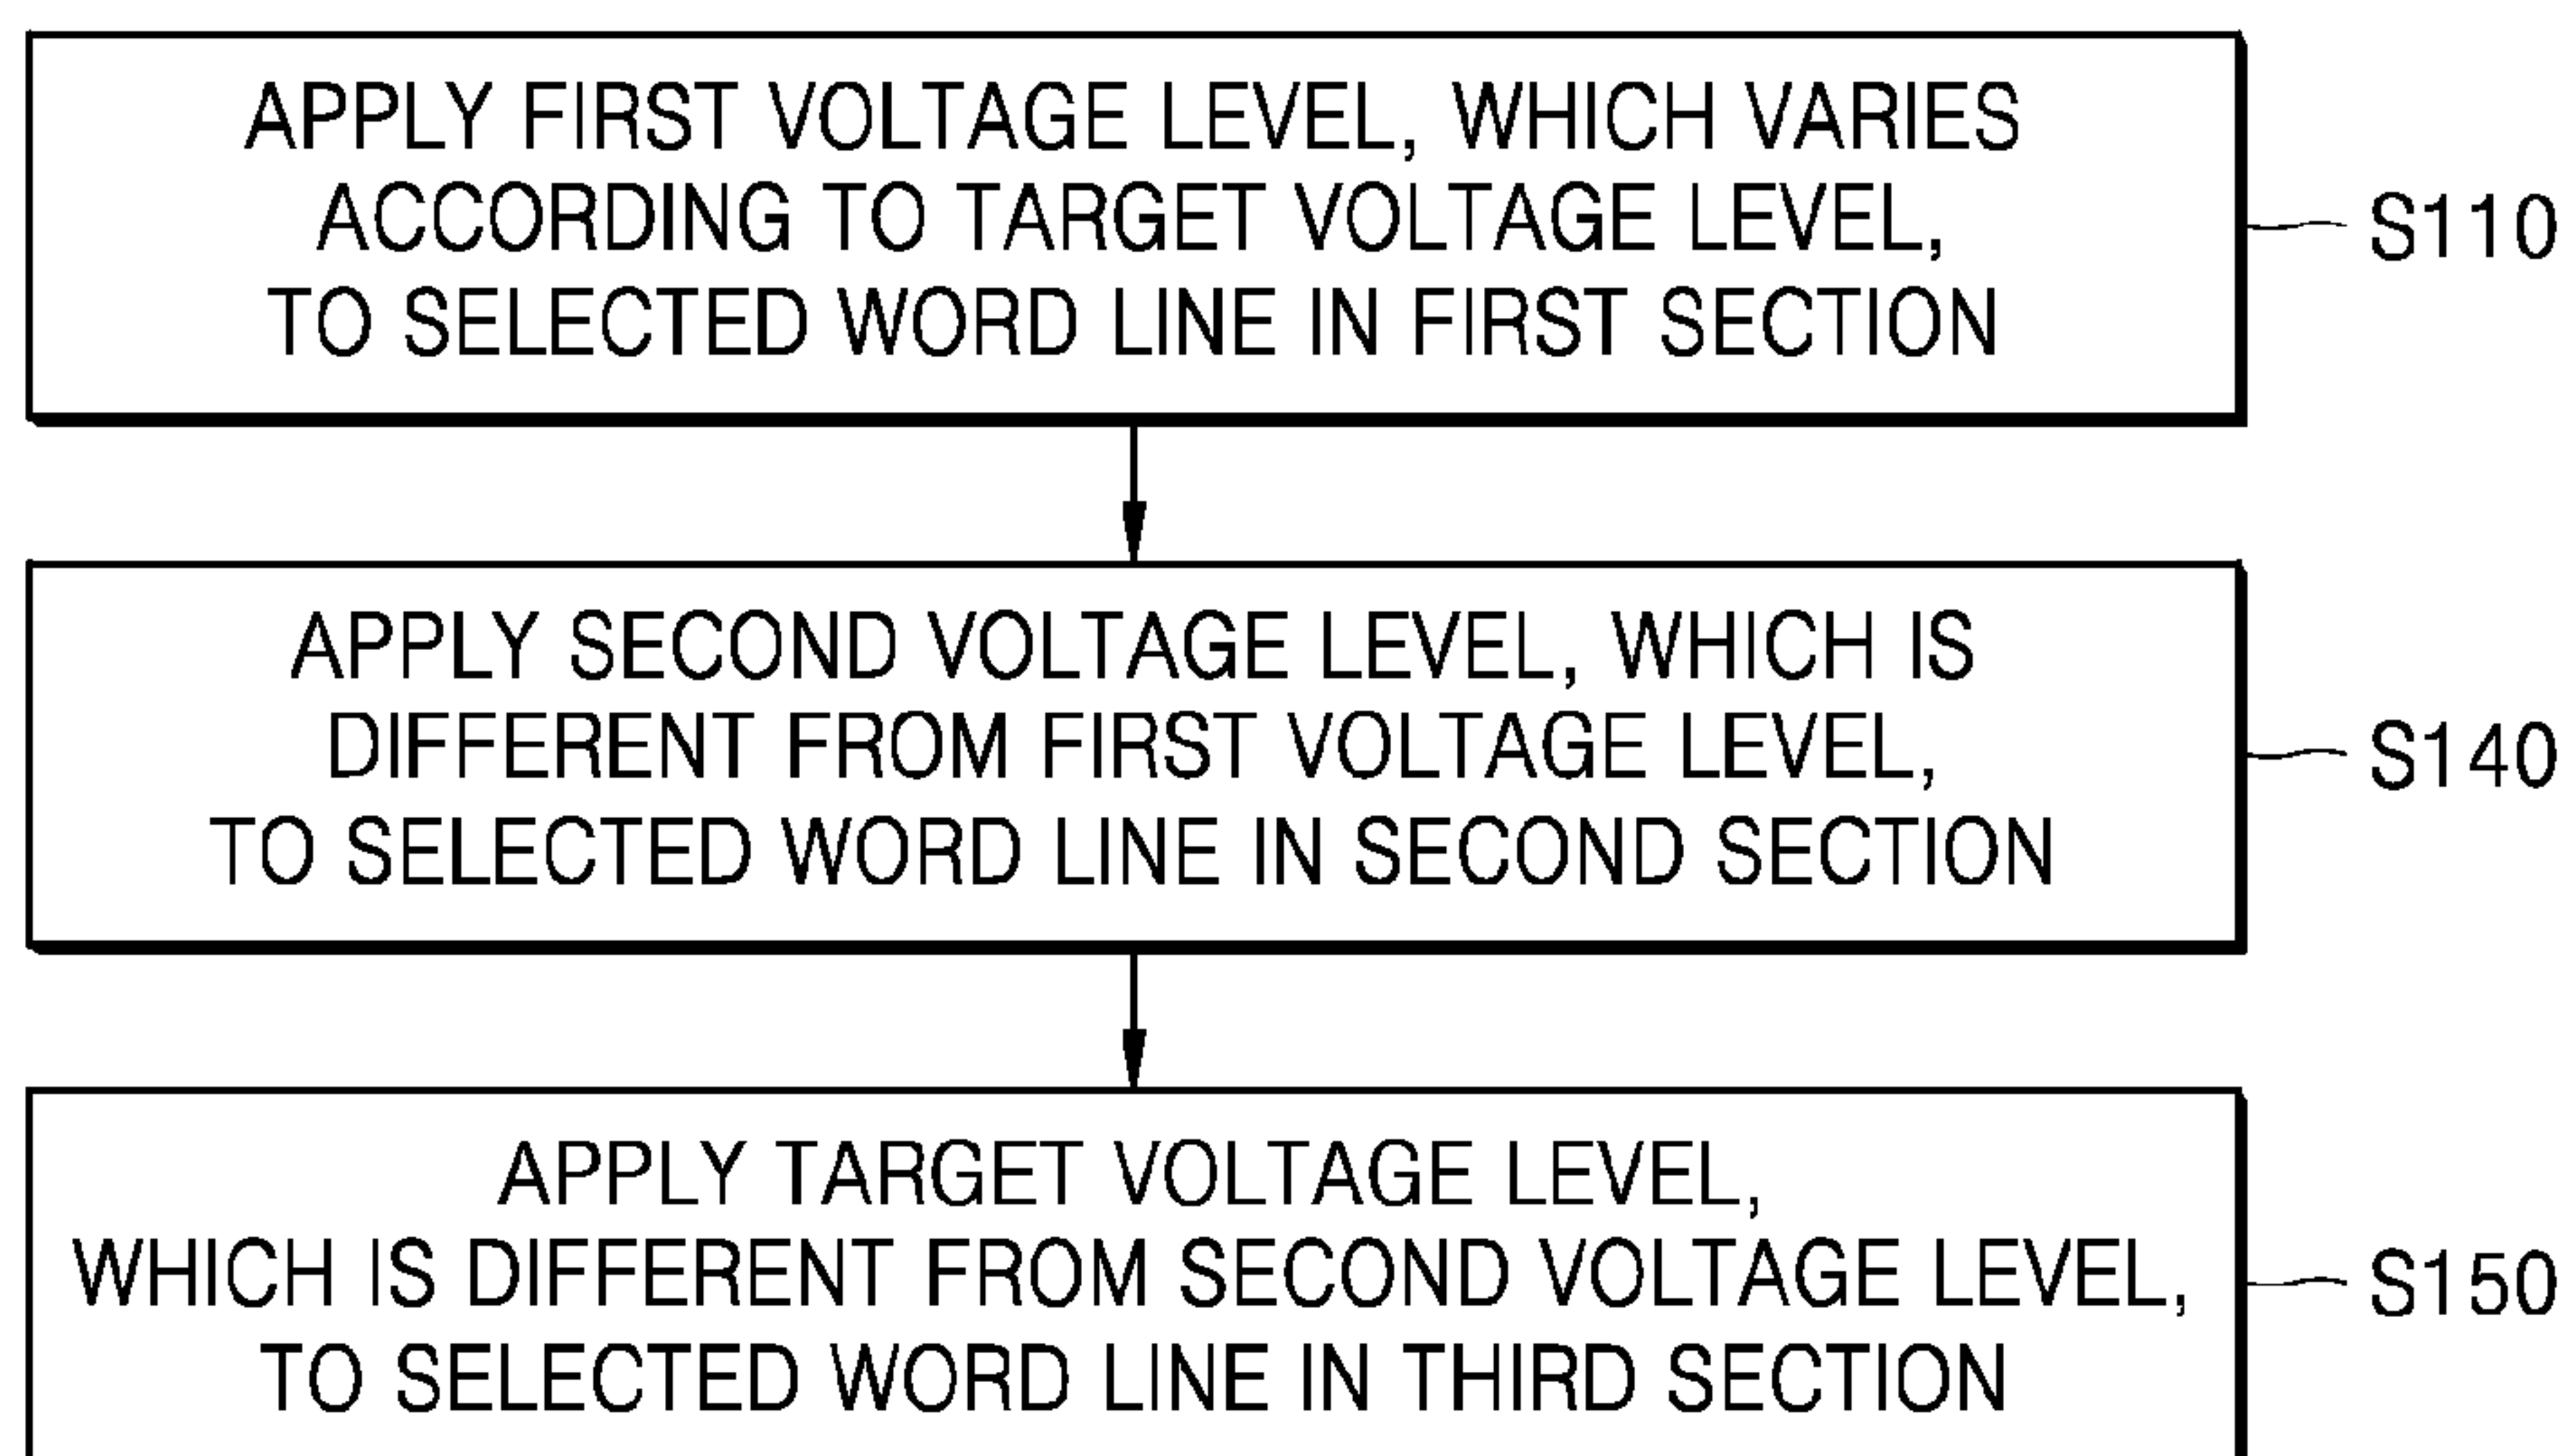 APPLY FIRST VOLTAGE LEVEL, WHICH VARIES
ACCORDING TO TARGET VOLTAGE LEVEL,
TO SELECTED WORD LINE IN FIRST SECTION
S110
APPLY SECOND VOLTAGE LEVEL, WHICH IS
DIFFERENT FROM FIRST VOLTAGE LEVEL,
TO SELECTED WORD LINE IN SECOND SECTION
S140
APPLY TARGET VOLTAGE LEVEL,
WHICH IS DIFFERENT FROM SECOND VOLTAGE LEVEL,
TO SELECTED WORD LINE IN THIRD SECTION
S150